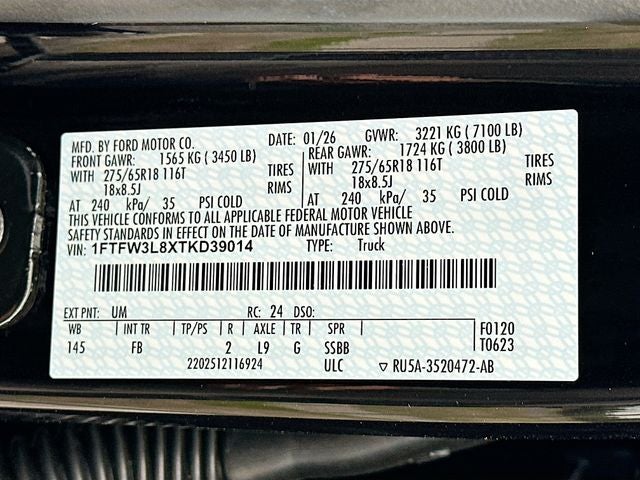 MFD. BY FORD MOTOR CO. DATE: 01/26 GVWR: 3221 KG ( 7100 LB)
FRONT GAWR: 1565 KG ( 3450 LB) REAR GAWR: 1724 KG ( 3800 LB)
WITH 275/65R18 116T TIRES WITH 275/65R18 116T TIRES
18x8.5J RIMS 18x8.5J RIMS
AT 240 kPa/ 35 PSI COLD AT 240 kPa/ 35 PSI COLD
THIS VEHICLE CONFORMS TO ALL APPLICABLE FEDERAL MOTOR VEHICLE
SAFETY STANDARDS IN EFFECT ON THE DATE OF MANUFACTURE SHOWN ABOVE.
VIN: 1FTFW3L8XTKD39014 TYPE: Truck
EXT PNT: UM RC: 24 DSO:
WB INT TR TP/PS R AXLE TR SPR F0120
145 FB 2 L9 G SSBB T0623
2202512116924 ULC ▽ RU5A-3520472-AB